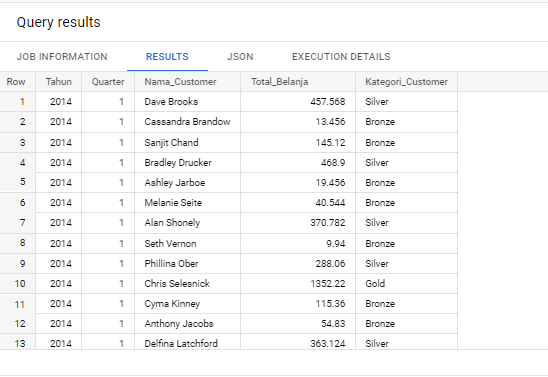 Query results
JOB INFORMATION RESULTS JSON EXECUTION DETAILS
Row Tahun Quarter Nama_Customer Total_Belanja Kategori_Customer
1 2014 1 Dave Brooks 457.568 Silver
2 2014 1 Cassandra Brandow 13.456 Bronze
3 2014 1 Sanjit Chand 145.12 Bronze
4 2014 1 Bradley Drucker 468.9 Silver
5 2014 1 Ashley Jarboe 19.456 Bronze
6 2014 1 Melanie Seite 40.544 Bronze
7 2014 1 Alan Shonely 370.782 Silver
8 2014 1 Seth Vernon 9.94 Bronze
9 2014 1 Phillina Ober 288.06 Silver
10 2014 1 Chris Selesnick 1352.22 Gold
11 2014 1 Cyma Kinney 115.36 Bronze
12 2014 1 Anthony Jacobs 54.83 Bronze
13 2014 1 Delfina Latchford 363.124 Silver